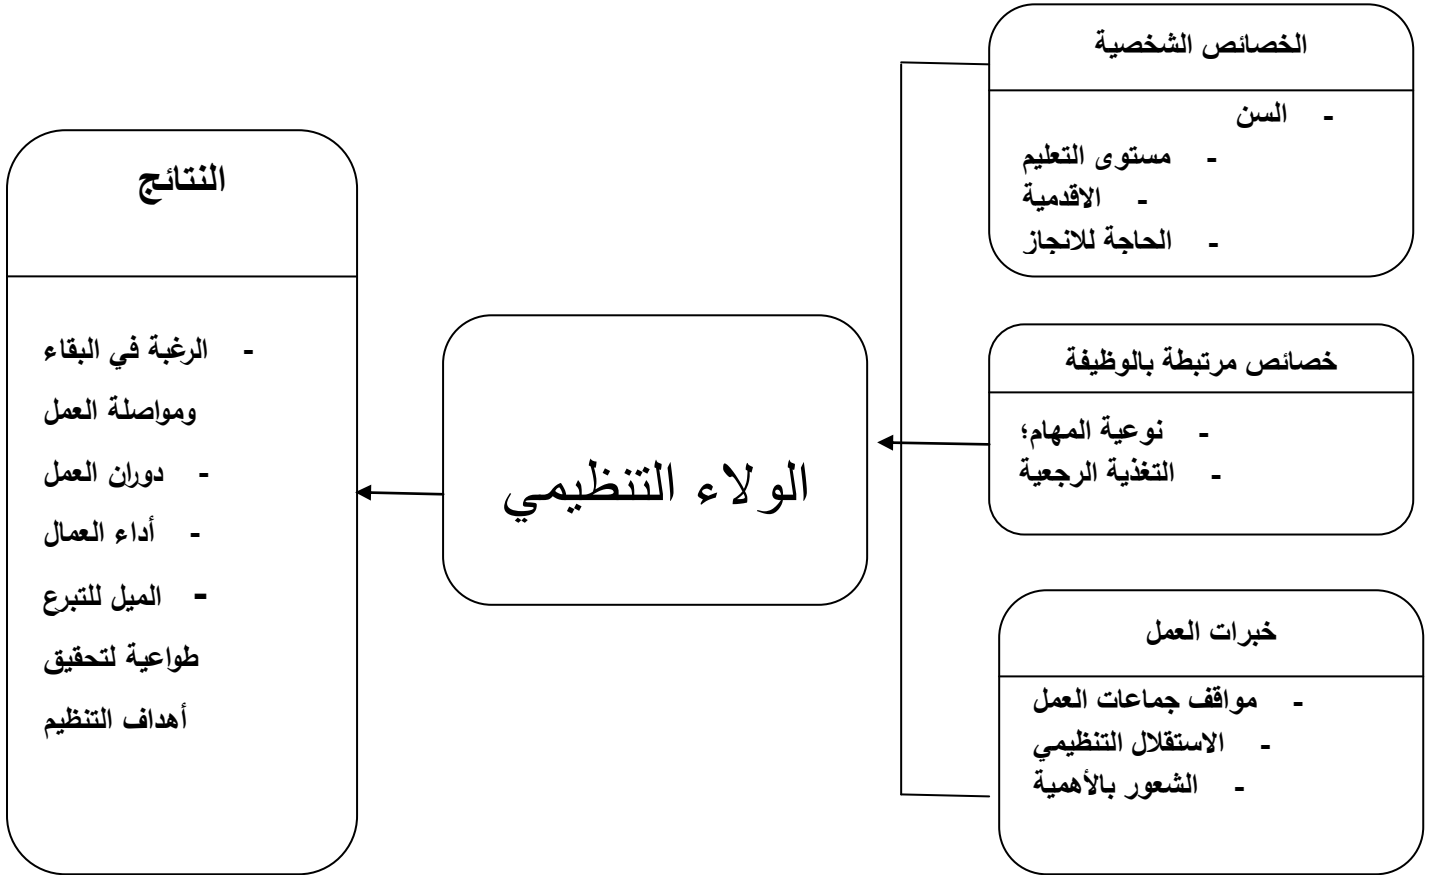 الخصائص الشخصية
- السن
- مستوى التعليم
- الاقدمية
- الحاجة للانجاز
خصائص مرتبطة بالوظيفة
- نوعية المهام؛
- التغذية الرجعية
خبرات العمل
- مواقف جماعات العمل
- الاستقلال التنظيمي
- الشعور بالأهمية
الولاء التنظيمي
النتائج
- الرغبة في البقاء
ومواصلة العمل
- دوران العمل
- أداء العمال
- الميل للتبرع
طواعية لتحقيق
أهداف التنظيم